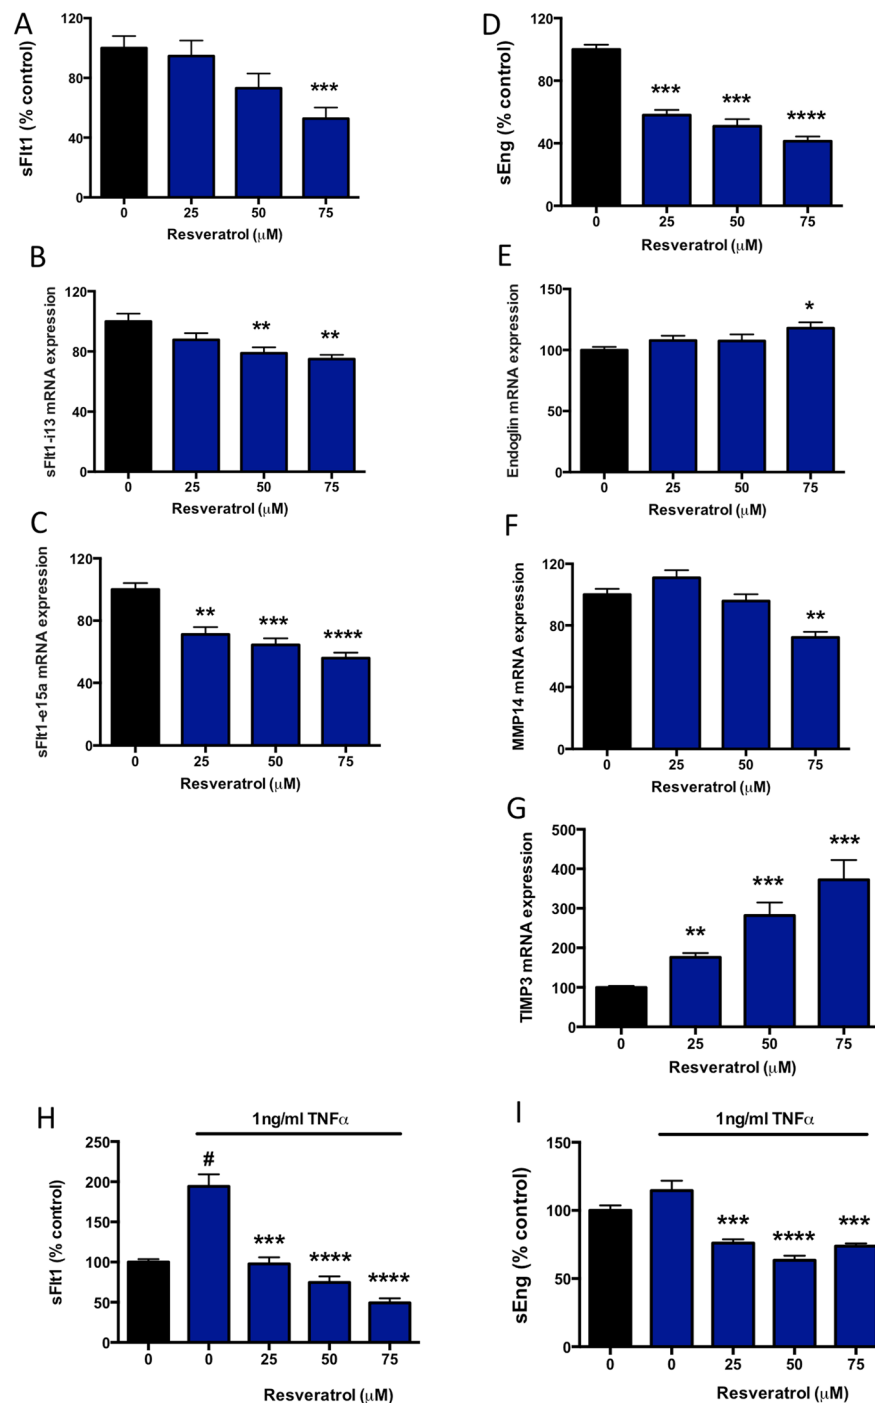 A
sFlt1 (% control)
120
80
40
0
***
0 25 50 75
Resveratrol (μM)
B
sFlt1-i13 mRNA expression
120
80
40
0
** **
0 25 50 75
Resveratrol (μM)
C
sFlt1-e15a mRNA expression
120
80
40
0
** *** ****
0 25 50 75
Resveratrol (μM)
D
sEng (% control)
120
80
40
0
*** *** ****
0 25 50 75
Resveratrol (μM)
E
Endoglin mRNA expression
150
100
50
0
*
0 25 50 75
Resveratrol (μM)
F
MMP14 mRNA expression
120
80
40
0
**
0 25 50 75
Resveratrol (μM)
G
TIMP3 mRNA expression
500
400
300
200
100
0
** *** ***
0 25 50 75
Resveratrol (μM)
H
1ng/ml TNFα
sFlt1 (% control)
250
200
150
100
50
0
# *** **** ****
0 0 25 50 75
Resveratrol (μM)
I
1ng/ml TNFα
sEng (% control)
150
100
50
0
*** **** ***
0 0 25 50 75
Resveratrol (μM)